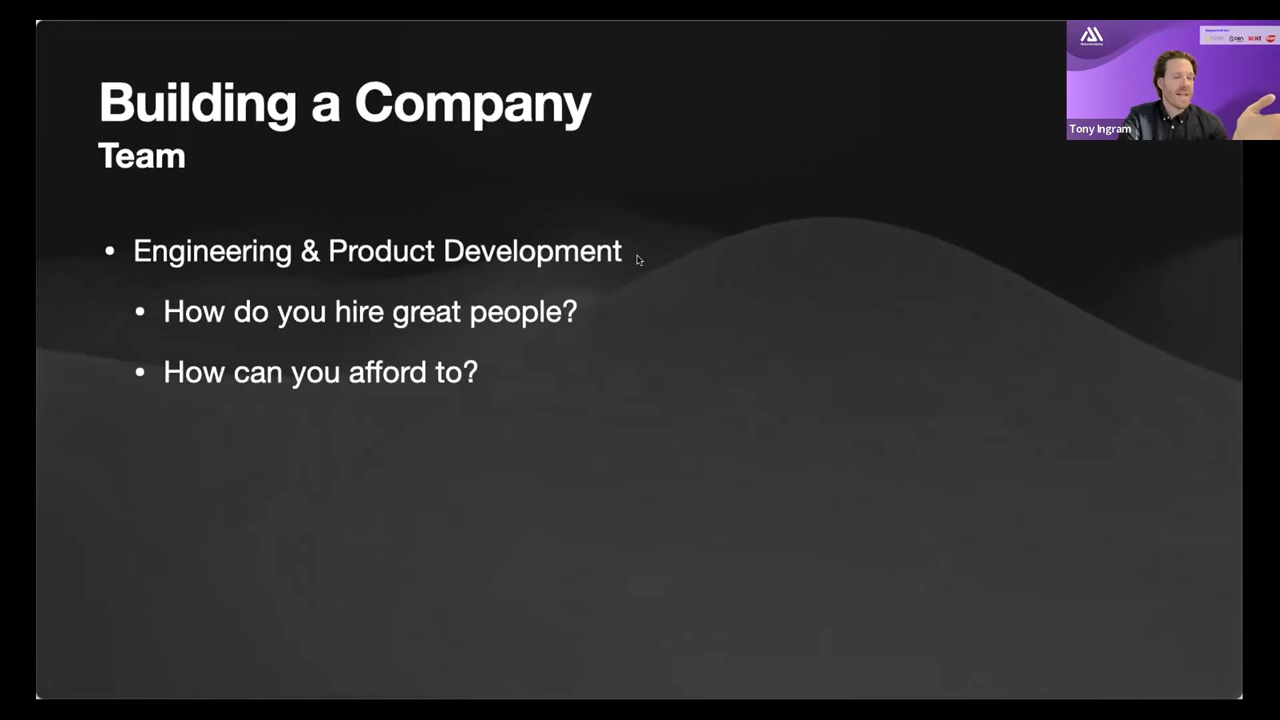 Building a Company
Team
• Engineering & Product Development
• How do you hire great people?
• How can you afford to?
Tony Ingram